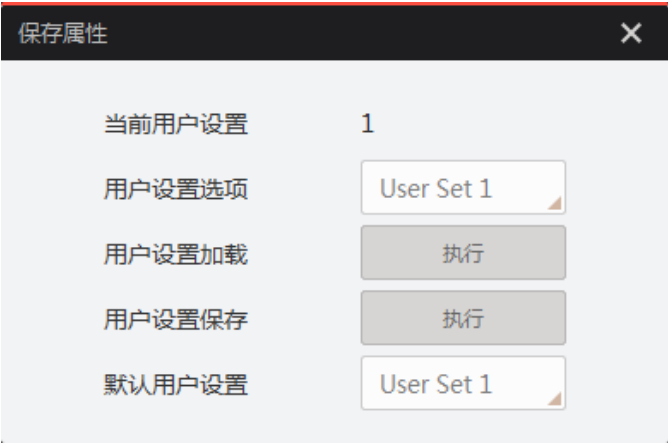 保存属性
当前用户设置 1
用户设置选项 User Set 1
用户设置加载 执行
用户设置保存 执行
默认用户设置 User Set 1